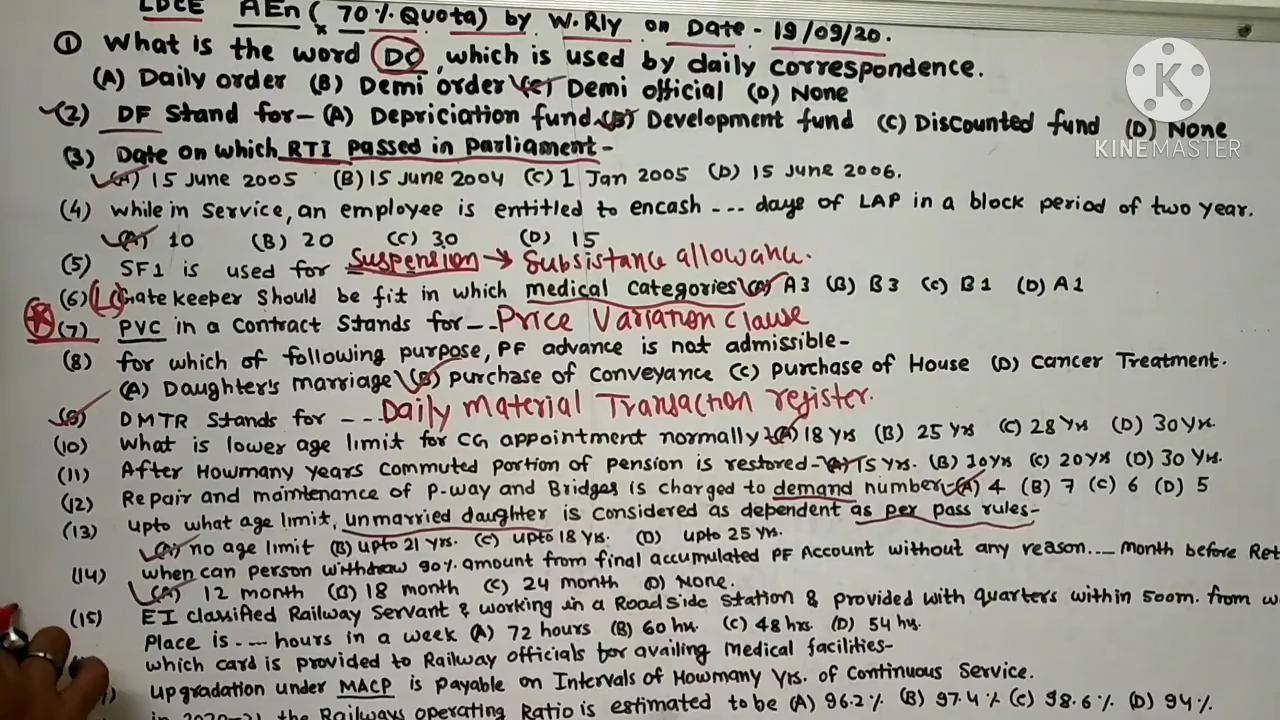 LDCE AEn (70% Quota) by W.Rly on Date - 19/09/20.
① What is the word DO, which is used by daily correspondence.
(A) Daily order (B) Demi order (C) Demi official (D) None
(2) DF Stand for- (A) Depriciation fund (B) Development fund (C) Discounted fund (D) None
(3) Date on which RTI passed in Parliament-
(A) 15 June 2005 (B) 15 June 2004 (C) 1 Jan 2005 (D) 15 June 2006.
(4) while in Service, an employee is entitled to encash --- days of LAP in a block period of two year.
(A) 10 (B) 20 (C) 30 (D) 15
(5) SF1 is used for Suspension → Subsistance allowance.
(6) (L) Gate keeper should be fit in which medical categories (A) A3 (B) B3 (C) B1 (D) A1
(7) PVC in a contract Stands for-- Price Variation Clause
(8) for which of following purpose, PF advance is not admissible-
(A) Daughter's marriage (B) purchase of conveyance (C) purchase of House (D) Cancer Treatment.
DMTR Stands for --- Daily Material Transaction register.
(10) What is lower age limit for CG appointment normally- (A) 18 Yrs (B) 25 Yrs (C) 28 Yrs (D) 30 Yrs.
(11) After Howmany years commuted portion of pension is restored- (A) 15 Yrs. (B) 10 Yrs (C) 20 Yrs (D) 30 Yrs.
(12) Repair and maintenance of P-way and Bridges is charged to demand number (A) 4 (B) 7 (C) 6 (D) 5
(13) upto what age limit, unmarried daughter is considered as dependent as per pass rules-
(A) no age limit (B) upto 21 yrs. (C) upto 18 Yrs. (D) upto 25 Yrs.
(14) when can person withdraw 90% amount from final accumulated PF Account without any reason --- month before Ret
(A) 12 month (B) 18 month (C) 24 month (D) None.
(15) EI classified Railway Servant & working in a Roadside Station & provided with quarters within 500m. from w
Place is --- hours in a week (A) 72 hours (B) 60 hrs. (C) 48 hrs. (D) 54 hrs.
which card is provided to Railway officials for availing Medical facilities-
upgradation under MACP is payable on Intervals of Howmany Yrs. of Continuous Service.
in 2020-21 the Railways operating Ratio is estimated to be (A) 96.2% (B) 97.4% (C) 98.6% (D) 94%.
K
KINEMASTER